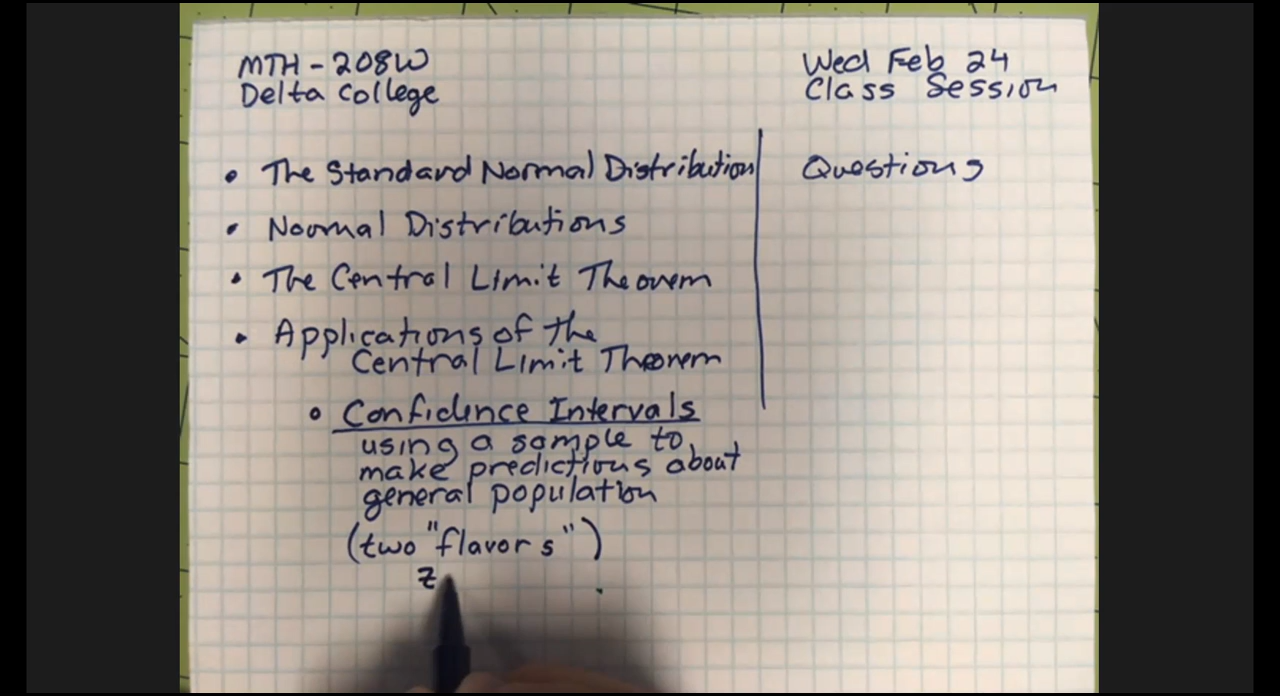 MTH - 208W
Delta College
Wed Feb 24
Class Session
• The Standard Normal Distribution
Questions
• Normal Distributions
• The Central Limit Theorem
• Applications of the
Central Limit Theorem
• Confidence Intervals
using a sample to
make predictions about
general population
(two "flavors")
z